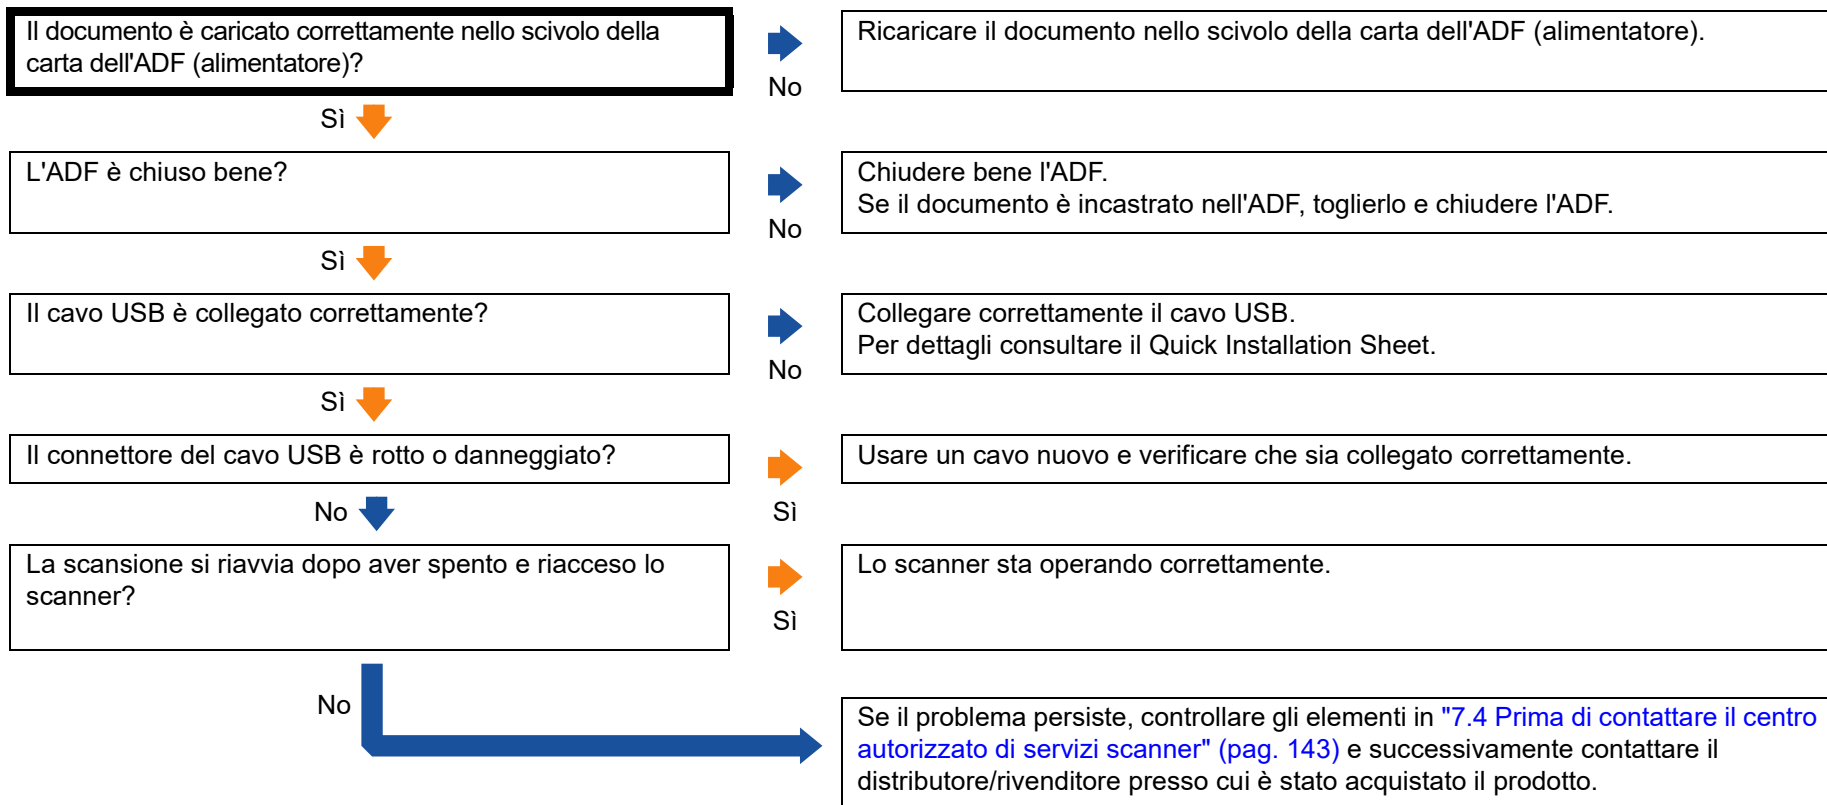 Il documento è caricato correttamente nello scivolo della
carta dell'ADF (alimentatore)?
No
Ricaricare il documento nello scivolo della carta dell'ADF (alimentatore).
Sì
L'ADF è chiuso bene?
No
Chiudere bene l'ADF.
Se il documento è incastrato nell'ADF, toglierlo e chiudere l'ADF.
Sì
Il cavo USB è collegato correttamente?
No
Collegare correttamente il cavo USB.
Per dettagli consultare il Quick Installation Sheet.
Sì
Il connettore del cavo USB è rotto o danneggiato?
Sì
Usare un cavo nuovo e verificare che sia collegato correttamente.
No
La scansione si riavvia dopo aver spento e riacceso lo
scanner?
Sì
Lo scanner sta operando correttamente.
No
Se il problema persiste, controllare gli elementi in "7.4 Prima di contattare il centro
autorizzato di servizi scanner" (pag. 143) e successivamente contattare il
distributore/rivenditore presso cui è stato acquistato il prodotto.